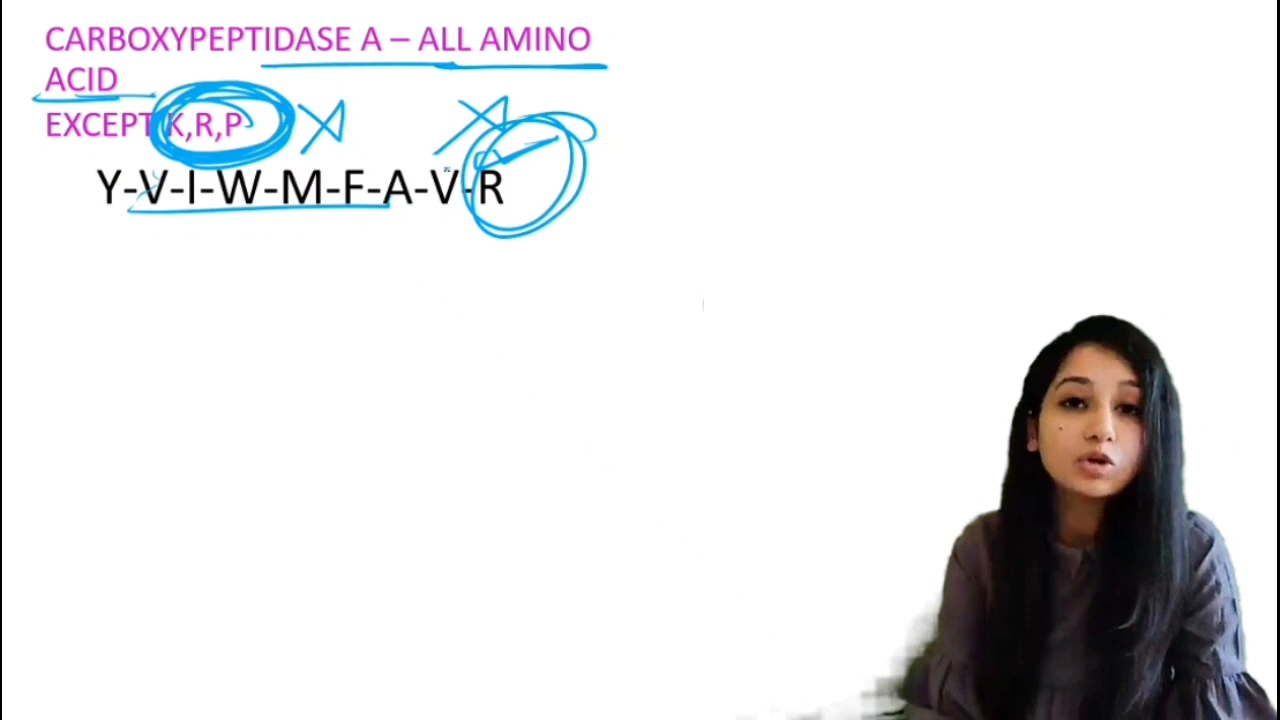 CARBOXYPEPTIDASE A – ALL AMINO
ACID
EXCEPT K,R,P
Y-V-I-W-M-F-A-V-R